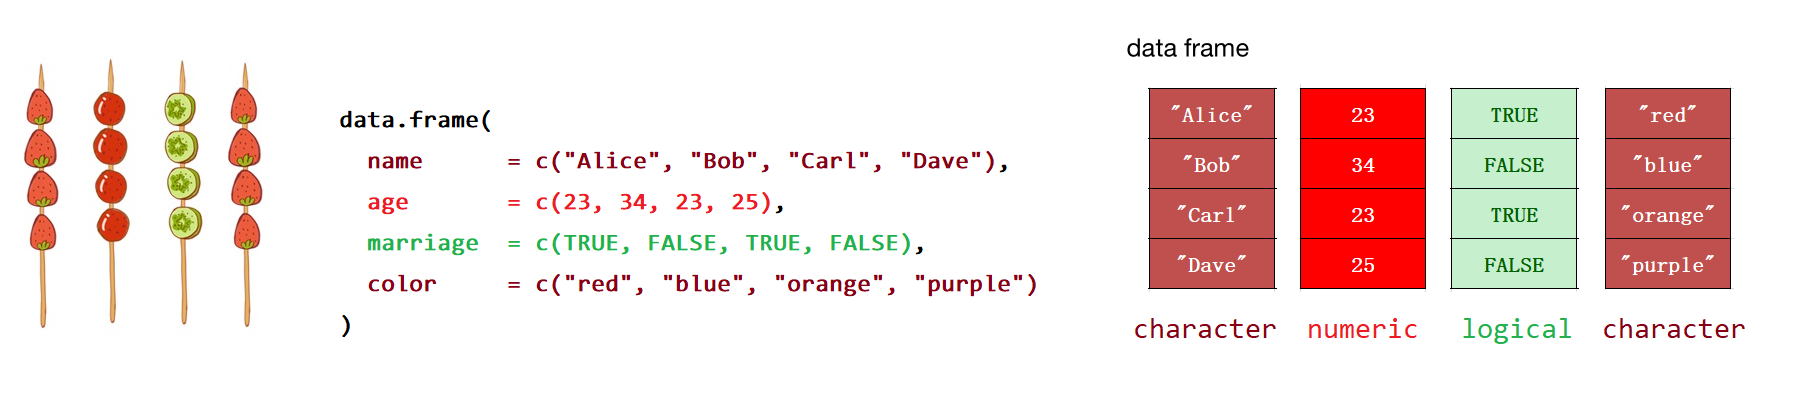 data.frame(
name = c("Alice", "Bob", "Carl", "Dave"),
age = c(23, 34, 23, 25),
marriage = c(TRUE, FALSE, TRUE, FALSE),
color = c("red", "blue", "orange", "purple")
)
data frame
"Alice" 23 TRUE "red"
"Bob" 34 FALSE "blue"
"Carl" 23 TRUE "orange"
"Dave" 25 FALSE "purple"
character numeric logical character